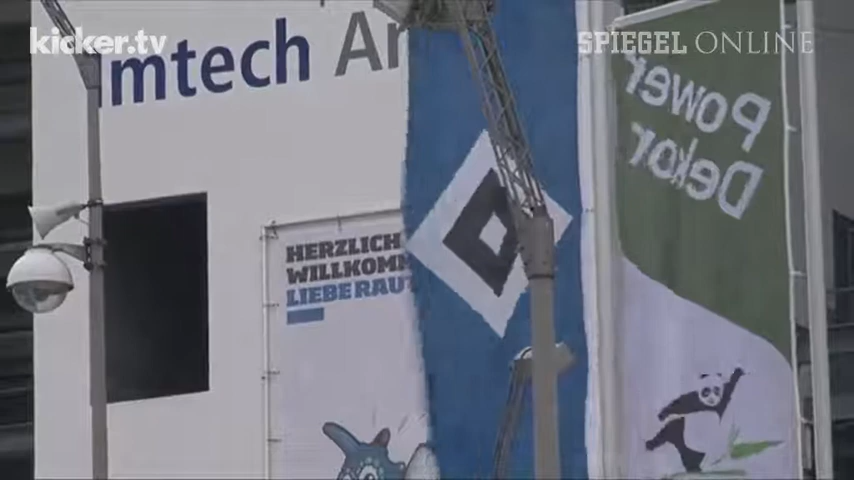 kicker.tv
SPIEGEL ONLINE
mtech Ar
HERZLICH
WILLKOMM
LIEBE RAUT
Power
Dekor